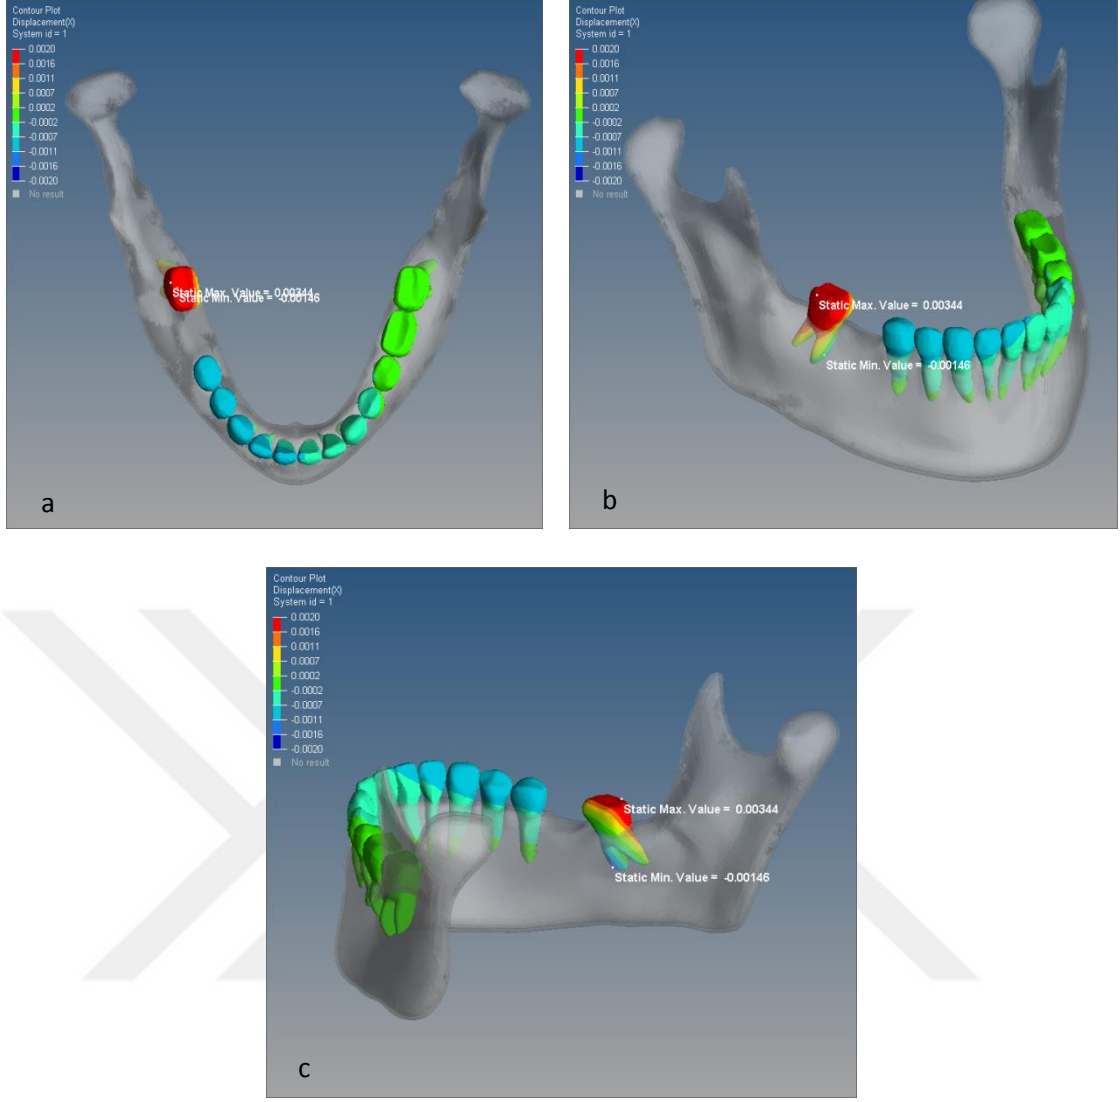 Contour Plot
Displacement(X)
System id = 1
0.0020
0.0016
0.0011
0.0007
0.0002
-0.0002
-0.0007
-0.0011
-0.0016
-0.0020
No result
Static Max. Value = 0.00344
Static Min. Value = -0.00146
a
Contour Plot
Displacement(X)
System id = 1
0.0020
0.0016
0.0011
0.0007
0.0002
-0.0002
-0.0007
-0.0011
-0.0016
-0.0020
No result
Static Max. Value = 0.00344
Static Min. Value = -0.00146
b
Contour Plot
Displacement(X)
System id = 1
0.0020
0.0016
0.0011
0.0007
0.0002
-0.0002
-0.0007
-0.0011
-0.0016
-0.0020
No result
Static Max. Value = 0.00344
Static Min. Value = -0.00146
c